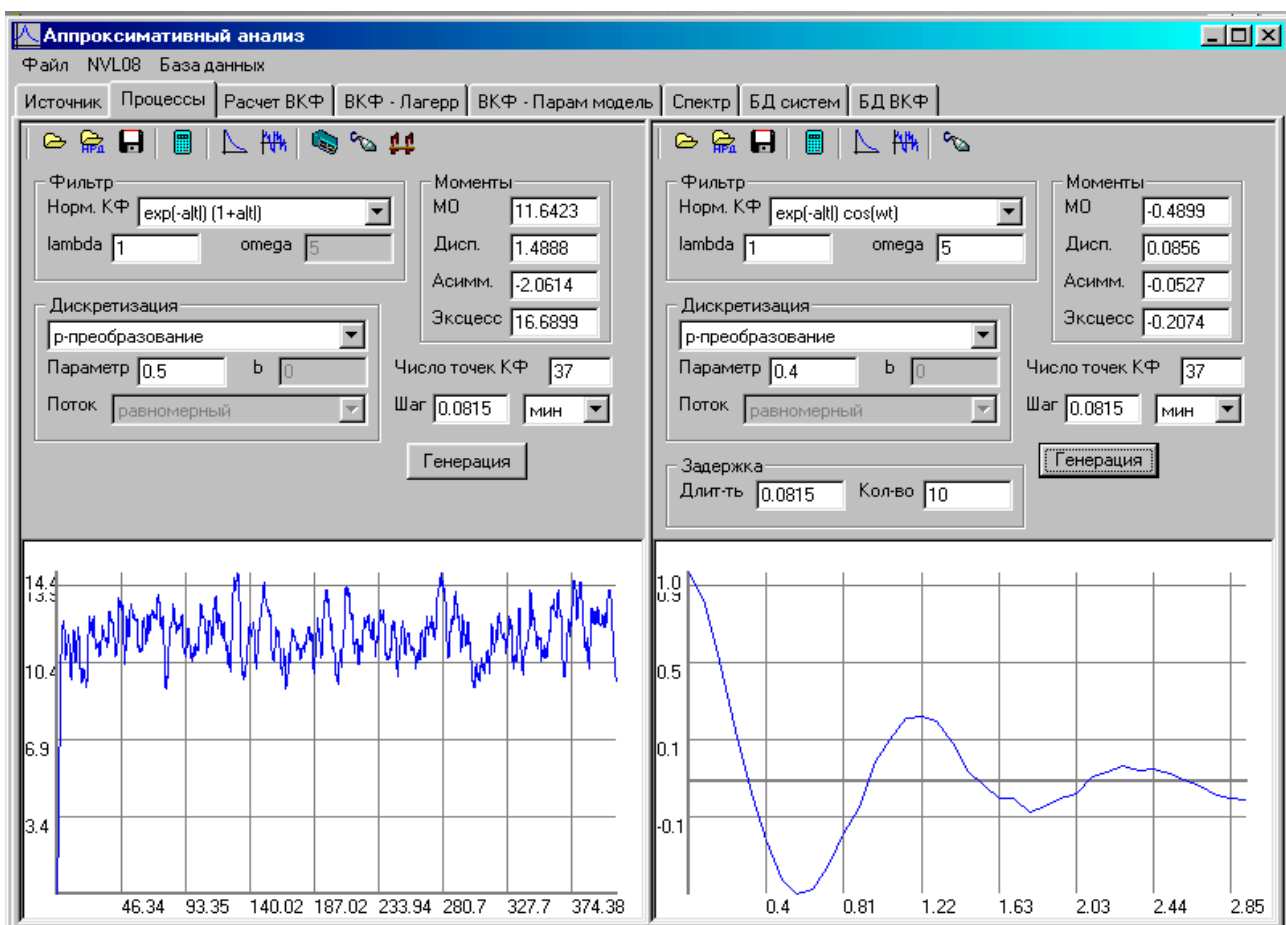 Аппроксимативный анализ
Файл NVL08 База данных
Источник Процессы Расчет ВКФ ВКФ - Лагерр ВКФ - Парам модель Спектр БД систем БД ВКФ
НРД
Фильтр
Норм. КФ exp(-a|t|) (1+a|t|)
lambda 1 omega 5
Моменты
МО 11.6423
Дисп. 1.4888
Асимм. -2.0614
Эксцесс 16.6899
Дискретизация
р-преобразование
Параметр 0.5 b 0
Поток равномерный
Число точек КФ 37
Шаг 0.0815 мин
Генерация
14.4
13.9
10.4
6.9
3.4
46.34 93.35 140.02 187.02 233.94 280.7 327.7 374.38
НРД
Фильтр
Норм. КФ exp(-a|t|) cos(wt)
lambda 1 omega 5
Моменты
МО -0.4899
Дисп. 0.0856
Асимм. -0.0527
Эксцесс -0.2074
Дискретизация
р-преобразование
Параметр 0.4 b 0
Поток равномерный
Число точек КФ 37
Шаг 0.0815 мин
Генерация
Задержка
Длит-ть 0.0815 Кол-во 10
1.0
0.9
0.5
0.1
-0.1
0.4 0.81 1.22 1.63 2.03 2.44 2.85